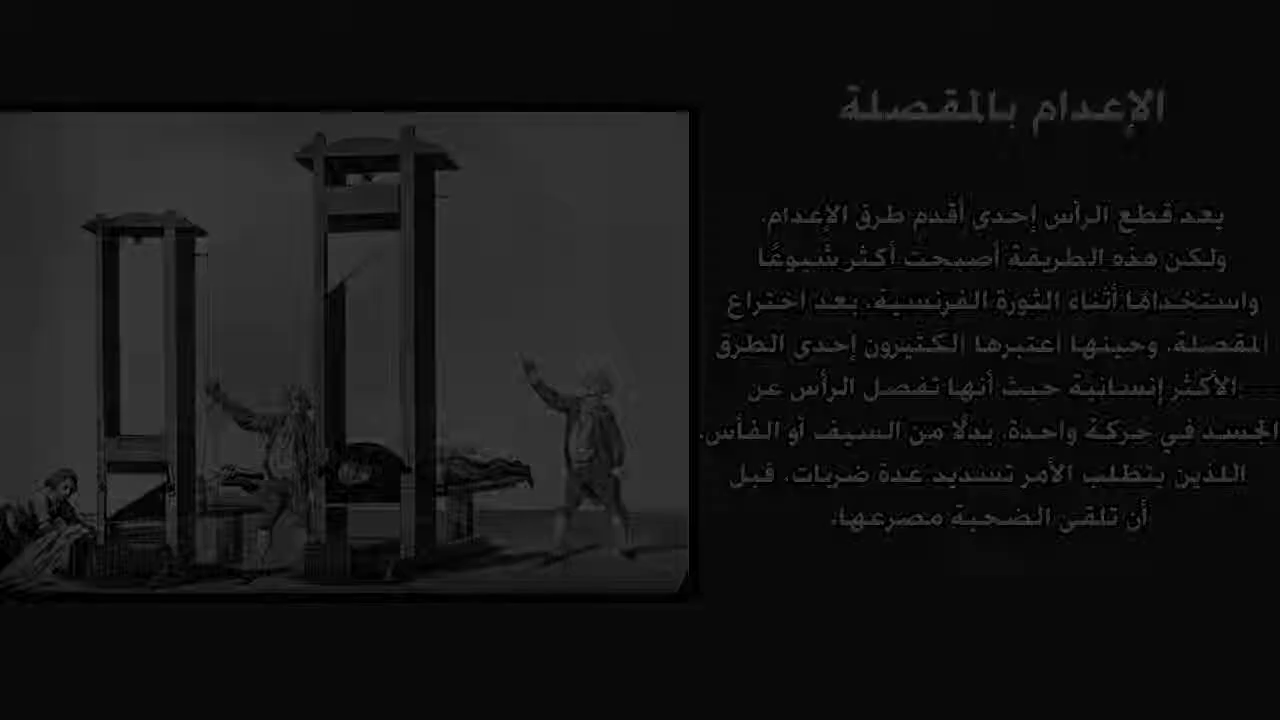 الإعدام بالمقصلة
يعد قطع الرأس إحدى أقدم طرق الإعدام،
ولكن هذه الطريقة أصبحت أكثر شيوعًا
واستخدامًا أثناء الثورة الفرنسية، بعد اختراع
المقصلة، وحينها اعتبرها الكثيرون إحدى الطرق
الأكثر إنسانية حيث أنها تفصل الرأس عن
الجسد في حركة واحدة، بدلًا من السيف أو الفأس،
اللذين يتطلب الأمر تسديد عدة ضربات، قبل
أن تلقى الضحية مصرعها.